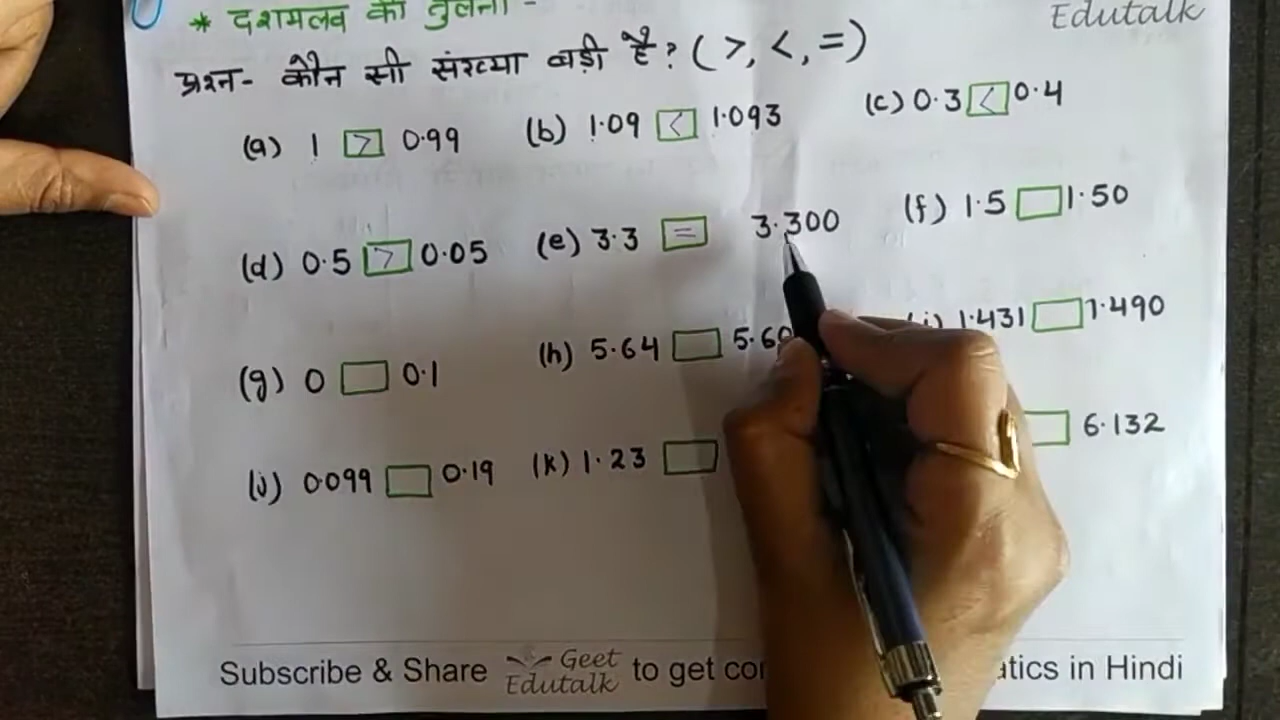 * दशमलव की तुलना -
Edutalk
प्रश्न- कौन सी संख्या बड़ी है? ( >, <, =)
(a) 1 > 0.99 (b) 1.09 < 1.093 (c) 0.3 < 0.4
(d) 0.5 > 0.05 (e) 3.3 = 3.300 (f) 1.5 1.50
(g) 0 0.1 (h) 5.64 5.60 (i) 1.431 1.490
(j) 0.099 0.19 (k) 1.23 6.132
Subscribe & Share Geet Edutalk to get atics in Hindi